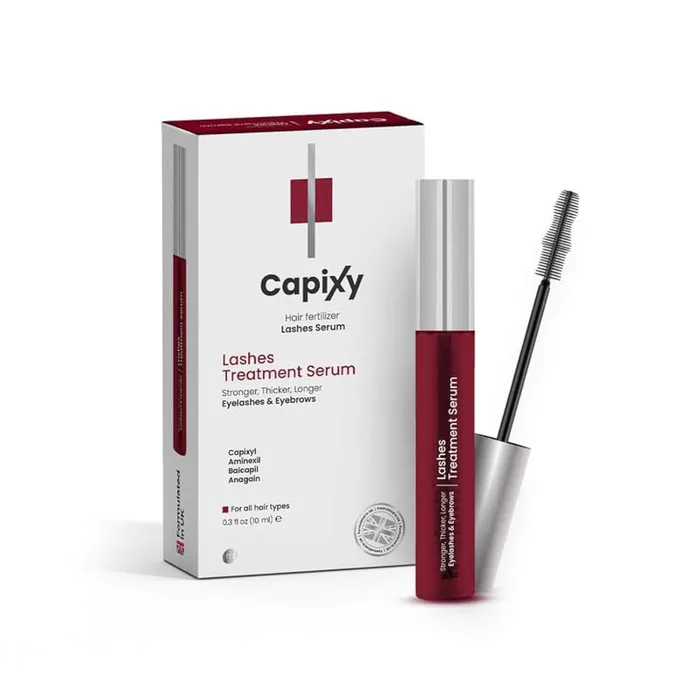 Capixy
Capixy
Hair fertilizer
Lashes Serum
Lashes
Treatment Serum
Stronger, Thicker, Longer
Eyelashes & Eyebrows
Capixyl
Aminexil
Baicapil
Anagain
For all hair types
0.3 fl oz (10 ml) ℮
Formulated
in UK
Lashes
Treatment Serum
Stronger, Thicker, Longer
Eyelashes & Eyebrows